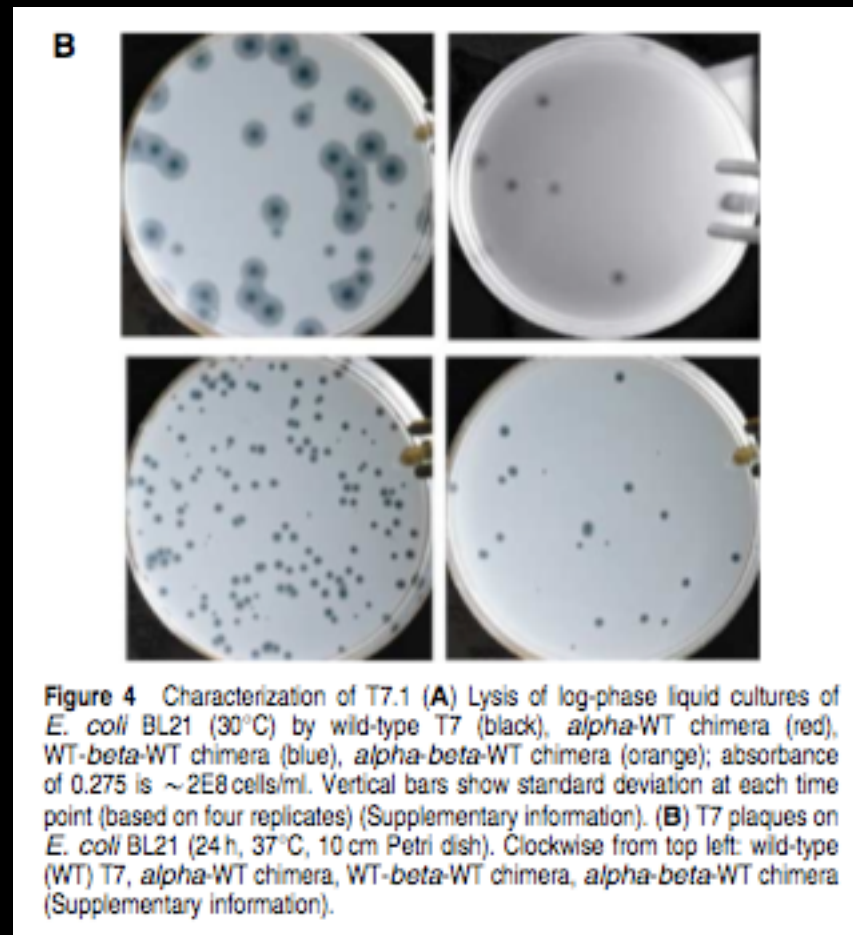 B
Figure 4 Characterization of T7.1 (A) Lysis of log-phase liquid cultures of
E. coli BL21 (30°C) by wild-type T7 (black), alpha-WT chimera (red),
WT-beta-WT chimera (blue), alpha-beta-WT chimera (orange); absorbance
of 0.275 is ~2E8 cells/ml. Vertical bars show standard deviation at each time
point (based on four replicates) (Supplementary information). (B) T7 plaques on
E. coli BL21 (24 h, 37°C, 10 cm Petri dish). Clockwise from top left: wild-type
(WT) T7, alpha-WT chimera, WT-beta-WT chimera, alpha-beta-WT chimera
(Supplementary information).